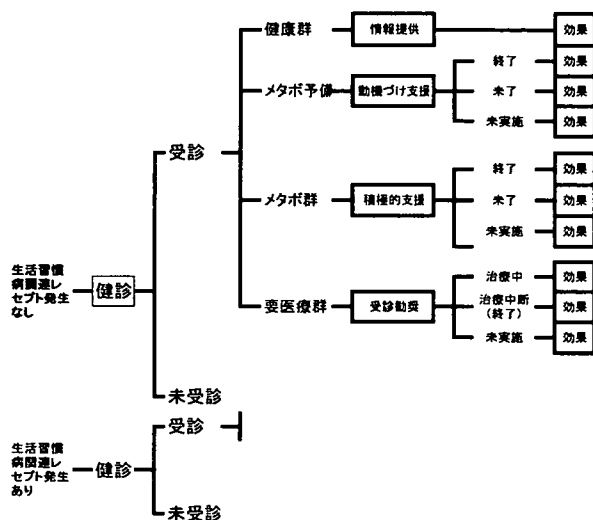 健康群 情報提供 効果
終了 効果
メタボ予備 動機づけ支援 未了 効果
未実施 効果
受診
終了 効果
メタボ群 積極的支援 未了 効果
未実施 効果
生活習慣
病関連レ
セプト発生
なし
健診
治療中 効果
要医療群 受診勧奨 治療中断
(終了) 効果
未実施 効果
未受診
受診
生活習慣
病関連レ
セプト発生
あり
健診
未受診